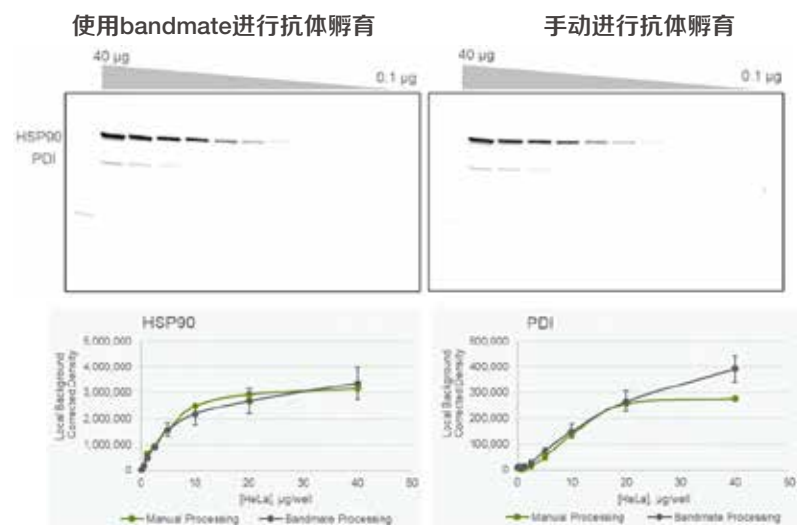 使用bandmate进行抗体孵育
手动进行抗体孵育
40 µg
0.1 µg
40 µg
0.1 µg
HSP90
PDI
HSP90
5,000,000
4,000,000
3,000,000
2,000,000
1,000,000
0
Local Background
Corrected Density
0 10 20 30 40 50
[HeLa], µg/well
Manual Processing Bandmate Processing
PDI
500,000
400,000
300,000
200,000
100,000
0
Local Background
Corrected Density
0 10 20 30 40 50
[HeLa], µg/well
Manual Processing Bandmate Processing